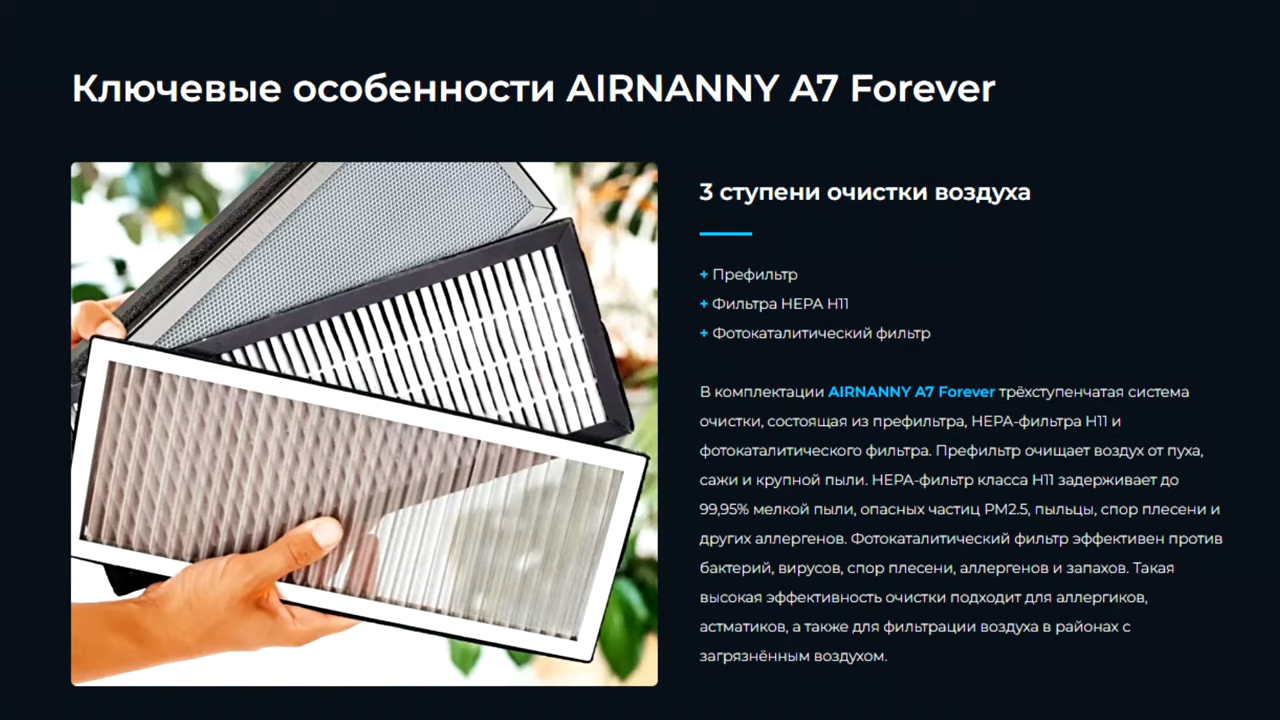 Ключевые особенности AIRNANNY A7 Forever
3 ступени очистки воздуха
+ Префильтр
+ Фильтра HEPA H11
+ Фотокаталитический фильтр
В комплектации AIRNANNY A7 Forever трёхступенчатая система
очистки, состоящая из префильтра, HEPA-фильтра H11 и
фотокаталитического фильтра. Префильтр очищает воздух от пуха,
сажи и крупной пыли. HEPA-фильтр класса H11 задерживает до
99,95% мелкой пыли, опасных частиц PM2.5, пыльцы, спор плесени и
других аллергенов. Фотокаталитический фильтр эффективен против
бактерий, вирусов, спор плесени, аллергенов и запахов. Такая
высокая эффективность очистки подходит для аллергиков,
астматиков, а также для фильтрации воздуха в районах с
загрязнённым воздухом.